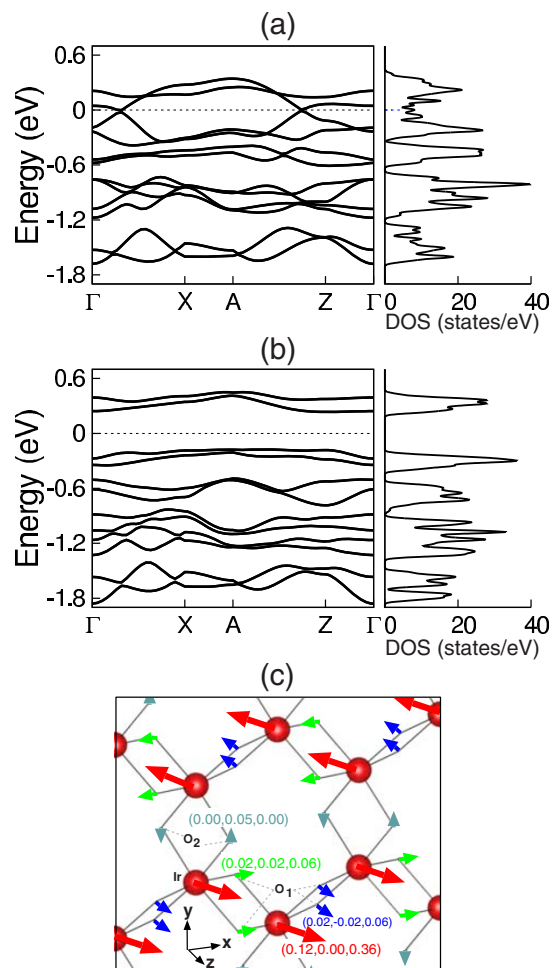 (a)
0.6
0
-0.6
-1.2
-1.8
Energy (eV)
Γ X A Z Γ
0 20 40
DOS (states/eV)
(b)
0.6
0
-0.6
-1.2
-1.8
Energy (eV)
Γ X A Z Γ
0 20 40
DOS (states/eV)
(c)
(0.00,0.05,0.00)
O2
(0.02,0.02,0.06)
Ir
O1
(0.02,-0.02,0.06)
y
x
(0.12,0.00,0.36)
z